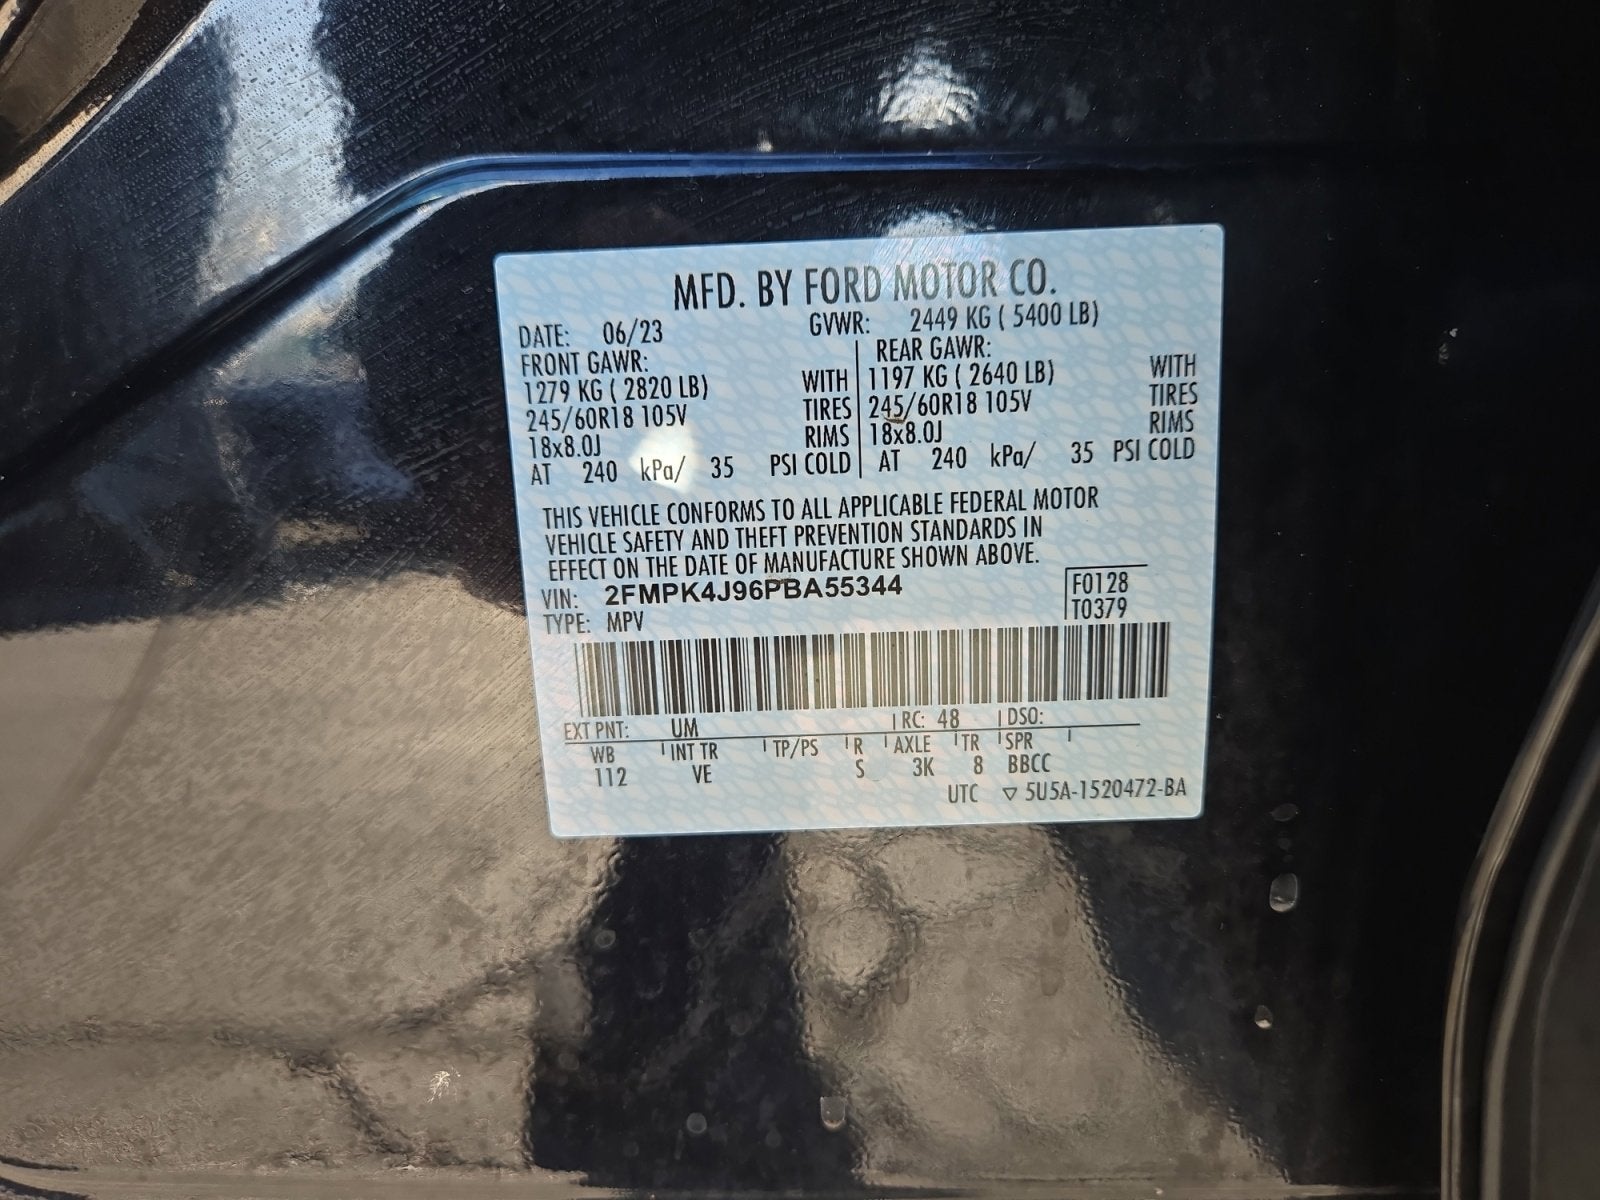 MFD. BY FORD MOTOR CO.
DATE: 06/23 GVWR: 2449 KG ( 5400 LB)
FRONT GAWR: REAR GAWR:
1279 KG ( 2820 LB) WITH 1197 KG ( 2640 LB) WITH
245/60R18 105V TIRES 245/60R18 105V TIRES
18x8.0J RIMS 18x8.0J RIMS
AT 240 kPa/ 35 PSI COLD AT 240 kPa/ 35 PSI COLD
THIS VEHICLE CONFORMS TO ALL APPLICABLE FEDERAL MOTOR
VEHICLE SAFETY AND THEFT PREVENTION STANDARDS IN
EFFECT ON THE DATE OF MANUFACTURE SHOWN ABOVE.
VIN: 2FMPK4J96PBA55344 F0128
TYPE: MPV T0379
EXT PNT: UM RC: 48 DSO:
WB INT TR TP/PS R AXLE TR SPR
112 VE S 3K 8 BBCC
UTC ▽ 5U5A-1520472-BA